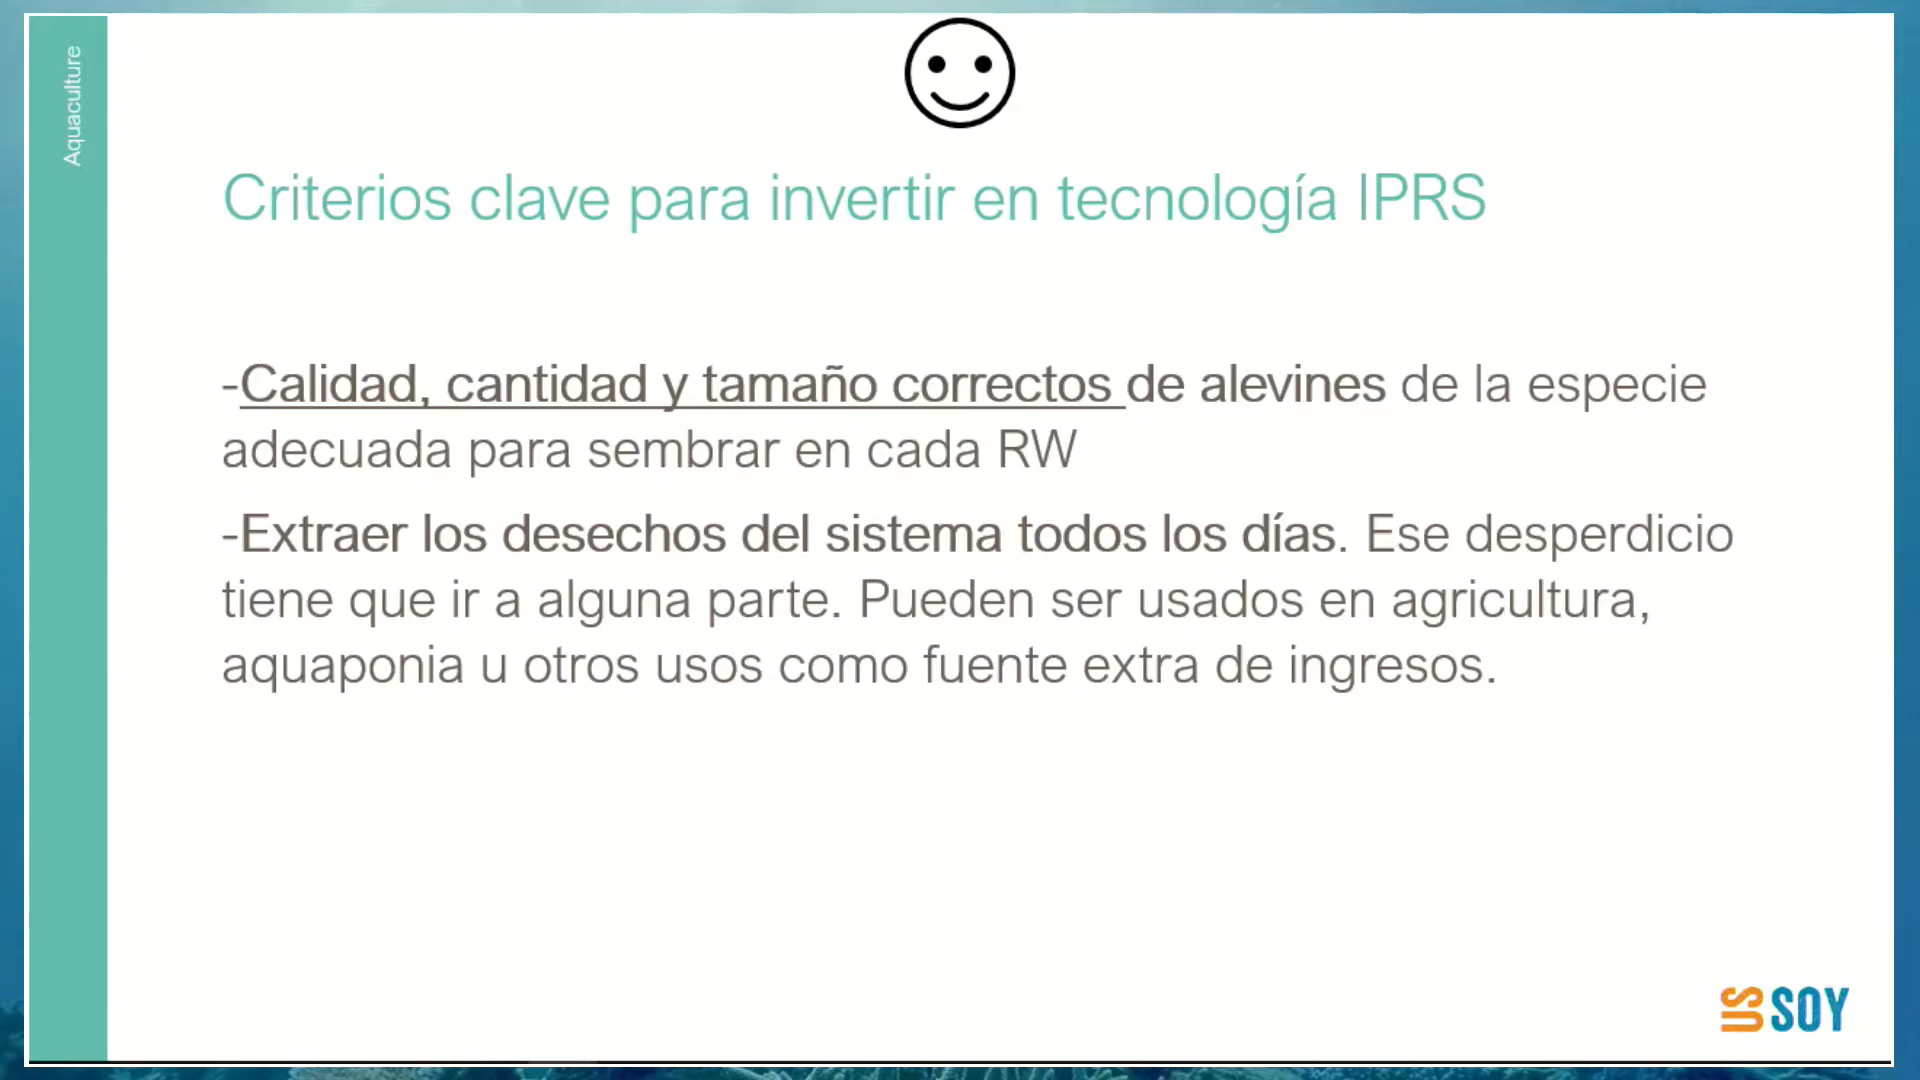 Aquaculture
Criterios clave para invertir en tecnología IPRS
-Calidad, cantidad y tamaño correctos de alevines de la especie
adecuada para sembrar en cada RW
-Extraer los desechos del sistema todos los días. Ese desperdicio
tiene que ir a alguna parte. Pueden ser usados en agricultura,
aquaponia u otros usos como fuente extra de ingresos.
US SOY